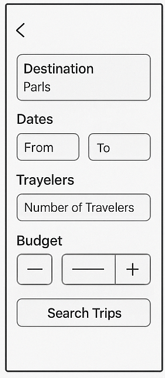 Destination
Parls
Dates
From To
Trayelers
Number of Travelers
Budget
Search Trips